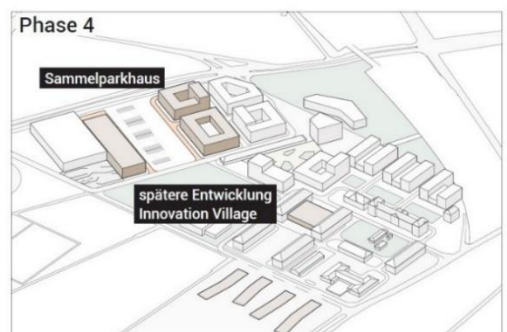 Phase 4
Sammelparkhaus
spätere Entwicklung
Innovation Village